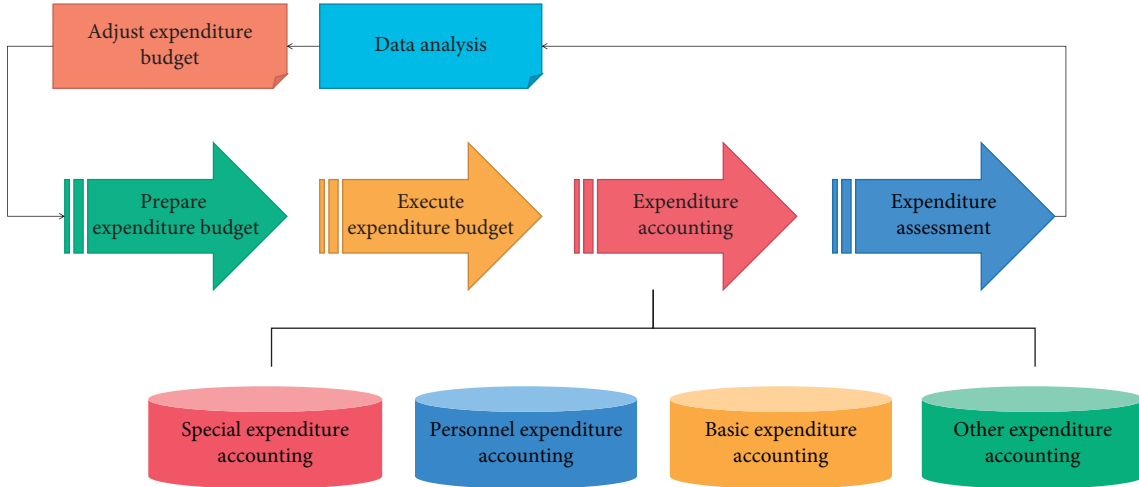 Adjust expenditure
budget
Data analysis
Prepare
expenditure budget
Execute
expenditure budget
Expenditure
accounting
Expenditure
assessment
Special expenditure
accounting
Personnel expenditure
accounting
Basic expenditure
accounting
Other expenditure
accounting